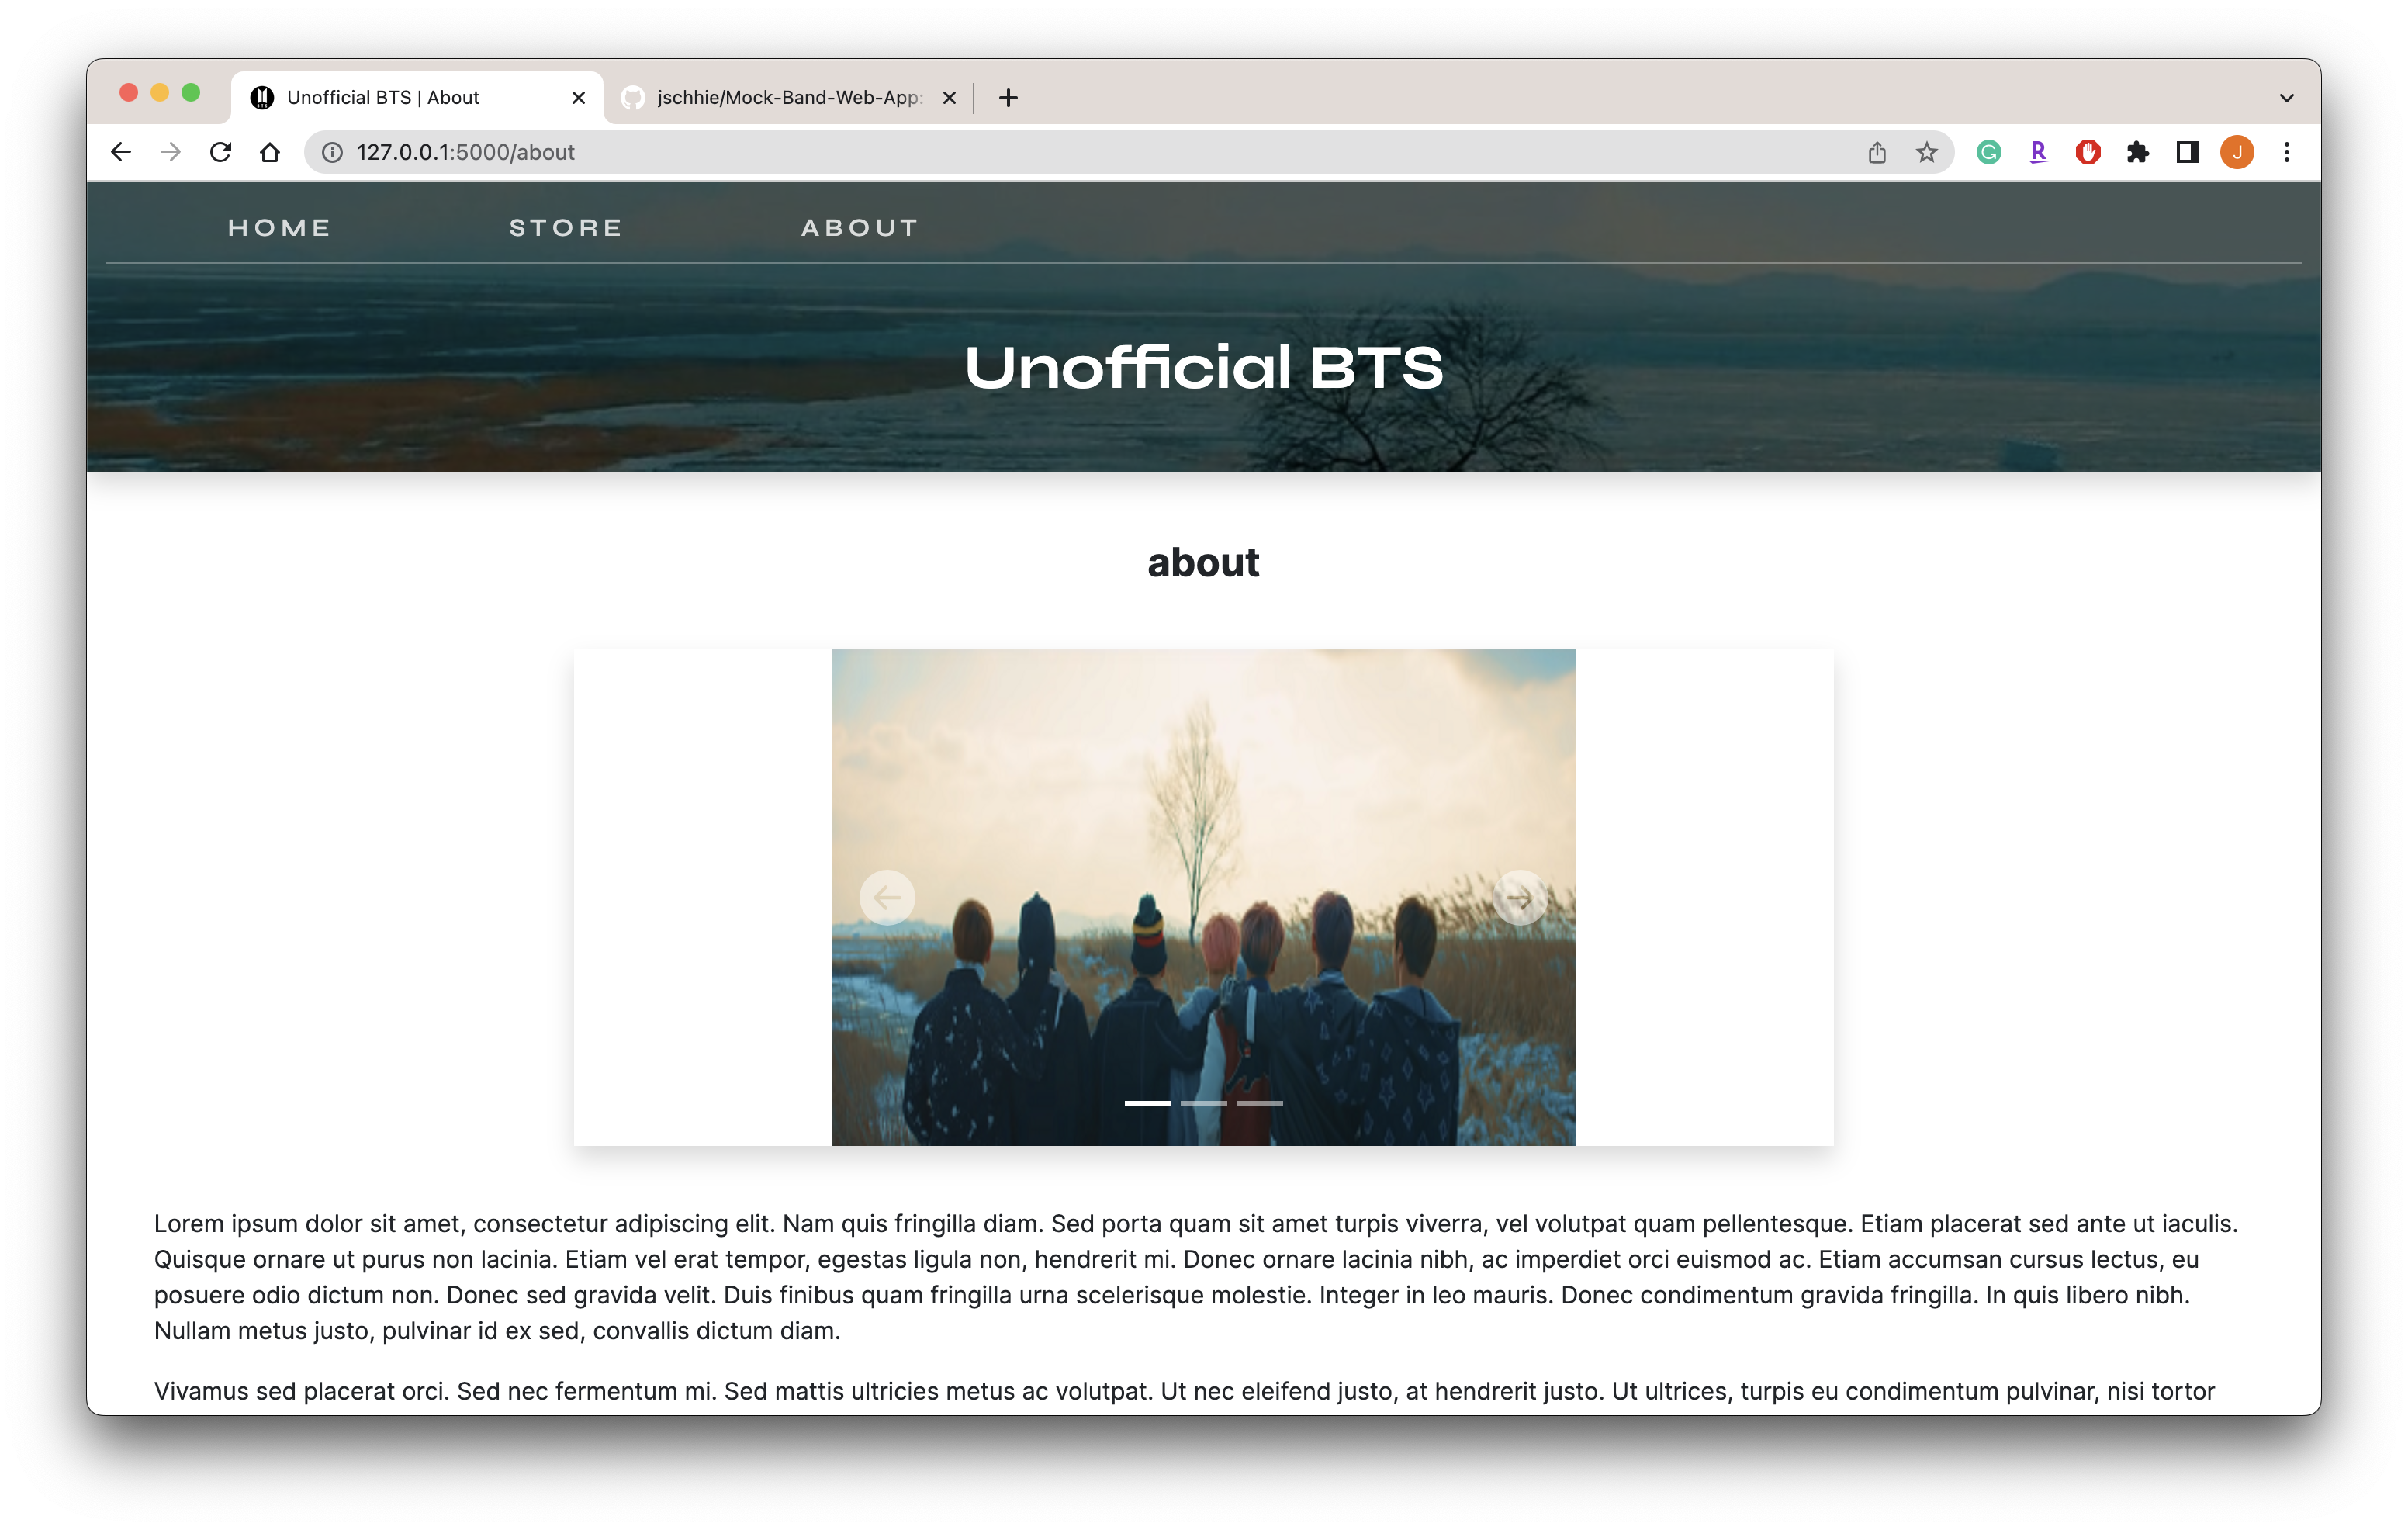 Unofficial BTS | About
jschhie/Mock-Band-Web-App:
127.0.0.1:5000/about
R
J
HOME STORE ABOUT
Unofficial BTS
about
Lorem ipsum dolor sit amet, consectetur adipiscing elit. Nam quis fringilla diam. Sed porta quam sit amet turpis viverra, vel volutpat quam pellentesque. Etiam placerat sed ante ut iaculis.
Quisque ornare ut purus non lacinia. Etiam vel erat tempor, egestas ligula non, hendrerit mi. Donec ornare lacinia nibh, ac imperdiet orci euismod ac. Etiam accumsan cursus lectus, eu
posuere odio dictum non. Donec sed gravida velit. Duis finibus quam fringilla urna scelerisque molestie. Integer in leo mauris. Donec condimentum gravida fringilla. In quis libero nibh.
Nullam metus justo, pulvinar id ex sed, convallis dictum diam.
Vivamus sed placerat orci. Sed nec fermentum mi. Sed mattis ultricies metus ac volutpat. Ut nec eleifend justo, at hendrerit justo. Ut ultrices, turpis eu condimentum pulvinar, nisi tortor